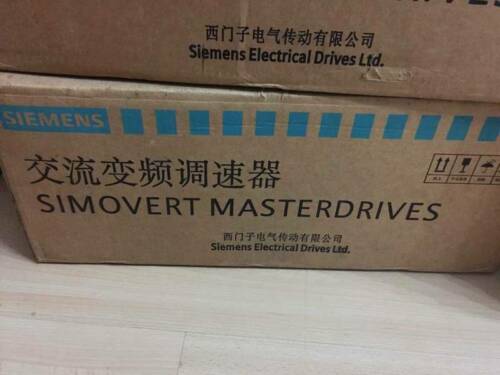 西门子电气传动有限公司
Siemens Electrical Drives Ltd.
SIEMENS
交流变频调速器
SIMOVERT MASTERDRIVES
西门子电气传动有限公司
Siemens Electrical Drives Ltd.